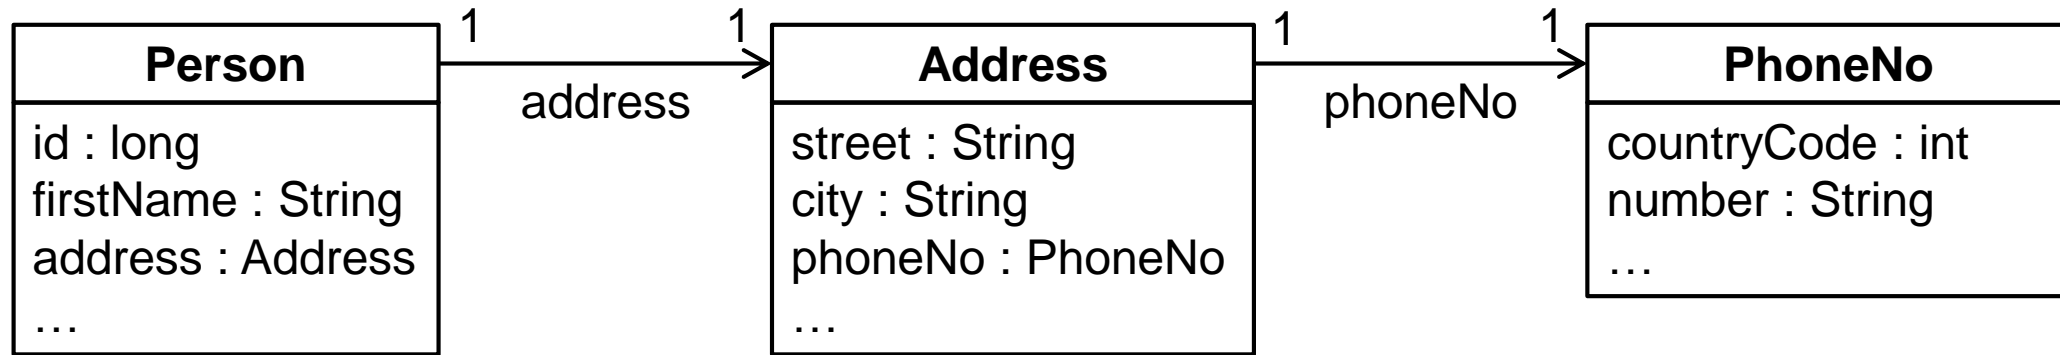 Person
id : long
firstName : String
address : Address
…
1
1
address
Address
street : String
city : String
phoneNo : PhoneNo
…
1
1
phoneNo
PhoneNo
countryCode : int
number : String
…